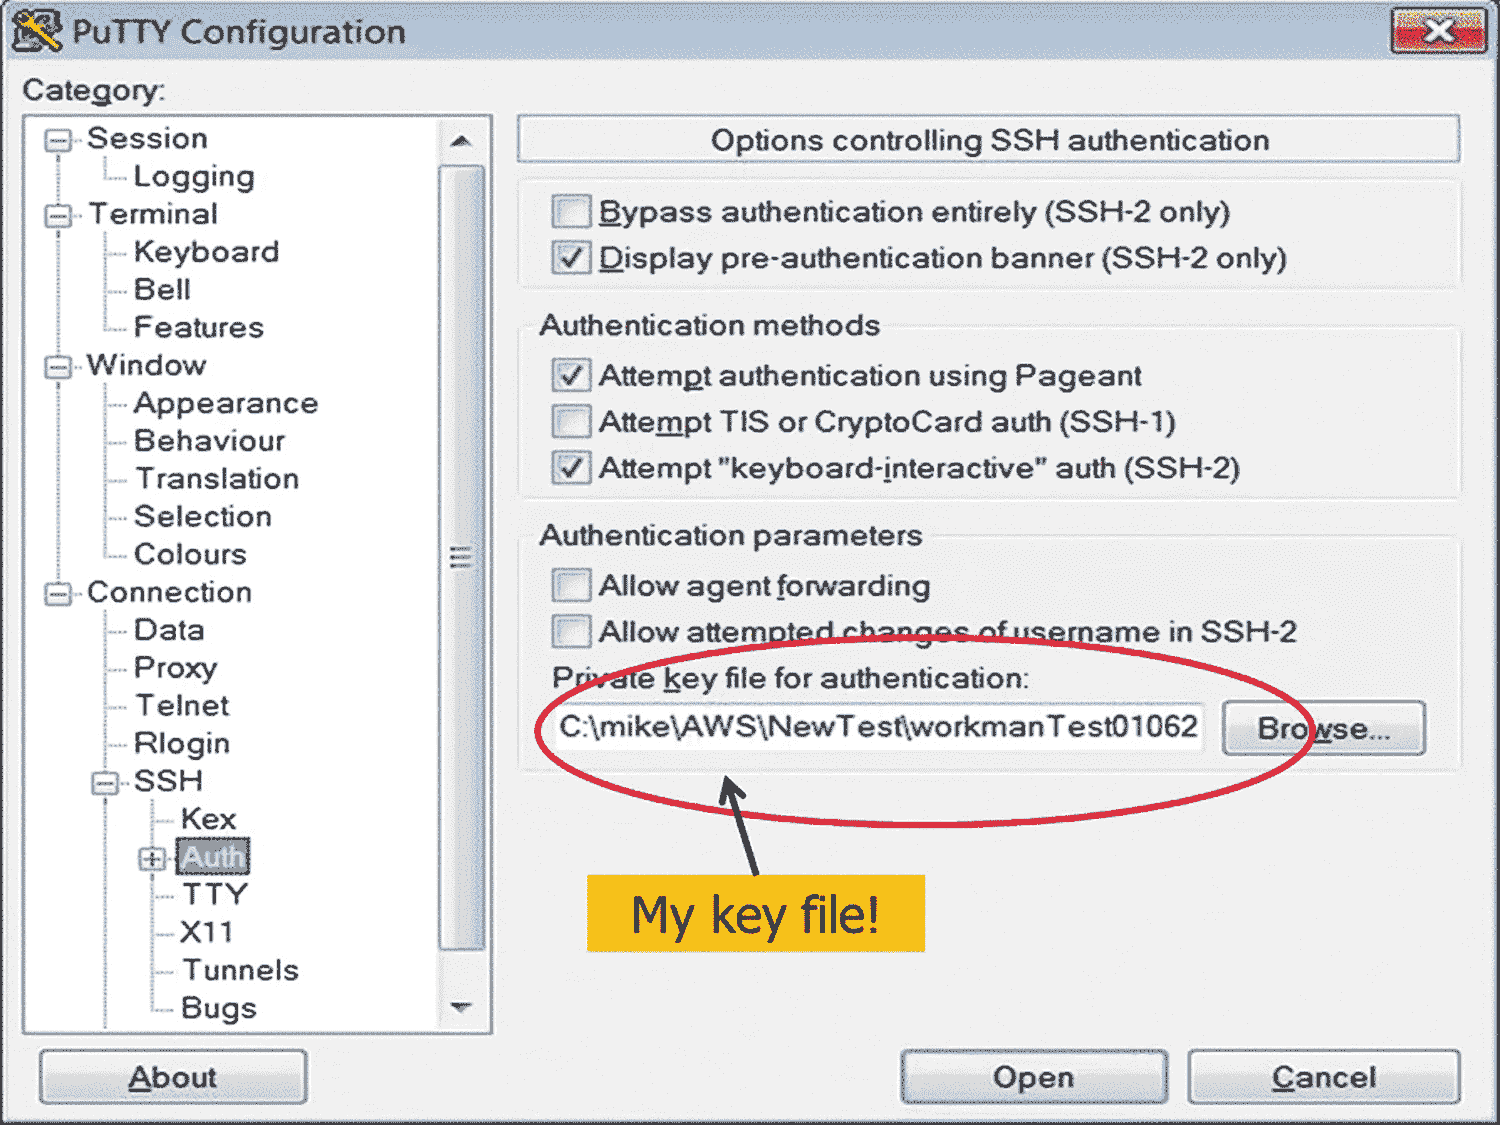 PuTTY Configuration
Category:
Session
Logging
Terminal
Keyboard
Bell
Features
Window
Appearance
Behaviour
Translation
Selection
Colours
Connection
Data
Proxy
Telnet
Rlogin
SSH
Kex
Auth
TTY
X11
Tunnels
Bugs
Options controlling SSH authentication
Bypass authentication entirely (SSH-2 only)
Display pre-authentication banner (SSH-2 only)
Authentication methods
Attempt authentication using Pageant
Attempt TIS or CryptoCard auth (SSH-1)
Attempt "keyboard-interactive" auth (SSH-2)
Authentication parameters
Allow agent forwarding
Allow attempted changes of username in SSH-2
Private key file for authentication:
C:\mike\AWS\NewTest\workmanTest01062
Browse...
My key file!
About
Open
Cancel